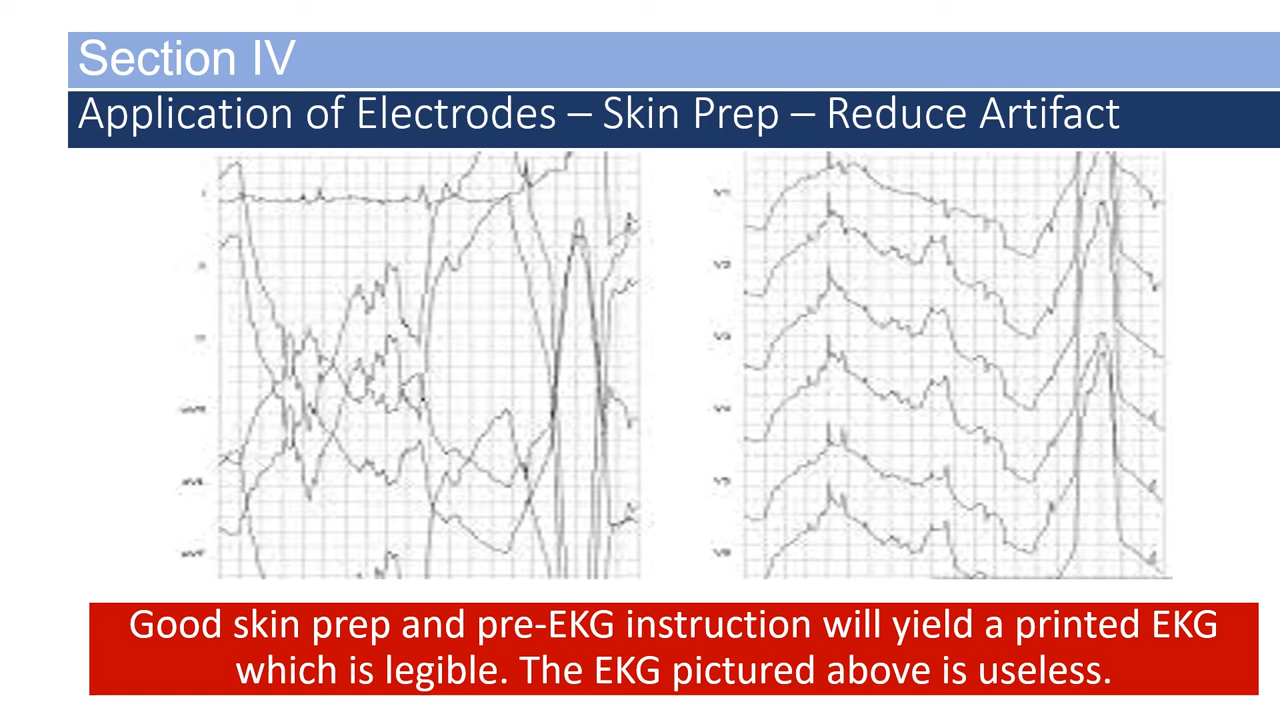 Section IV
Application of Electrodes – Skin Prep – Reduce Artifact
Good skin prep and pre-EKG instruction will yield a printed EKG
which is legible. The EKG pictured above is useless.